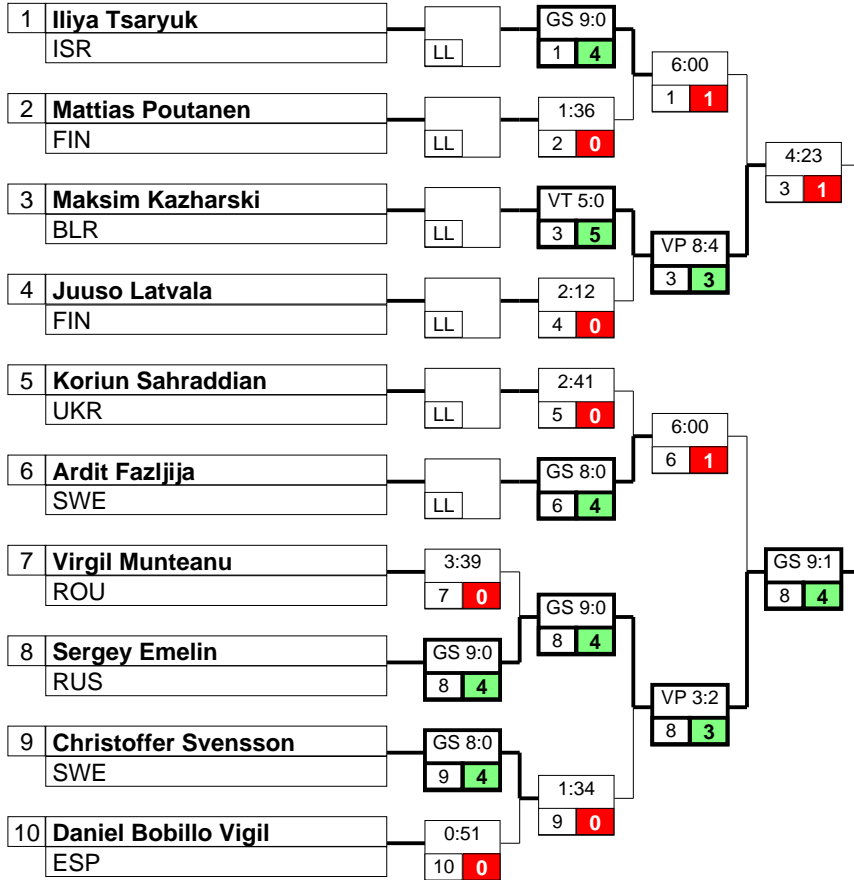 1 Iliya Tsaryuk GS 9:0
ISR LL 1 4
6:00
1 1
2 Mattias Poutanen 1:36
FIN LL 2 0
4:23
3 1
3 Maksim Kazharski VT 5:0
BLR LL 3 5
VP 8:4
3 3
4 Juuso Latvala 2:12
FIN LL 4 0
5 Koriun Sahraddian 2:41
UKR LL 5 0
6:00
6 1
6 Ardit Fazljija GS 8:0
SWE LL 6 4
7 Virgil Munteanu 3:39 GS 9:1
ROU 7 0 8 4
GS 9:0
8 4
8 Sergey Emelin GS 9:0
RUS 8 4
VP 3:2
8 3
9 Christoffer Svensson GS 8:0
SWE 9 4
1:34
9 0
10 Daniel Bobillo Vigil 0:51
ESP 10 0